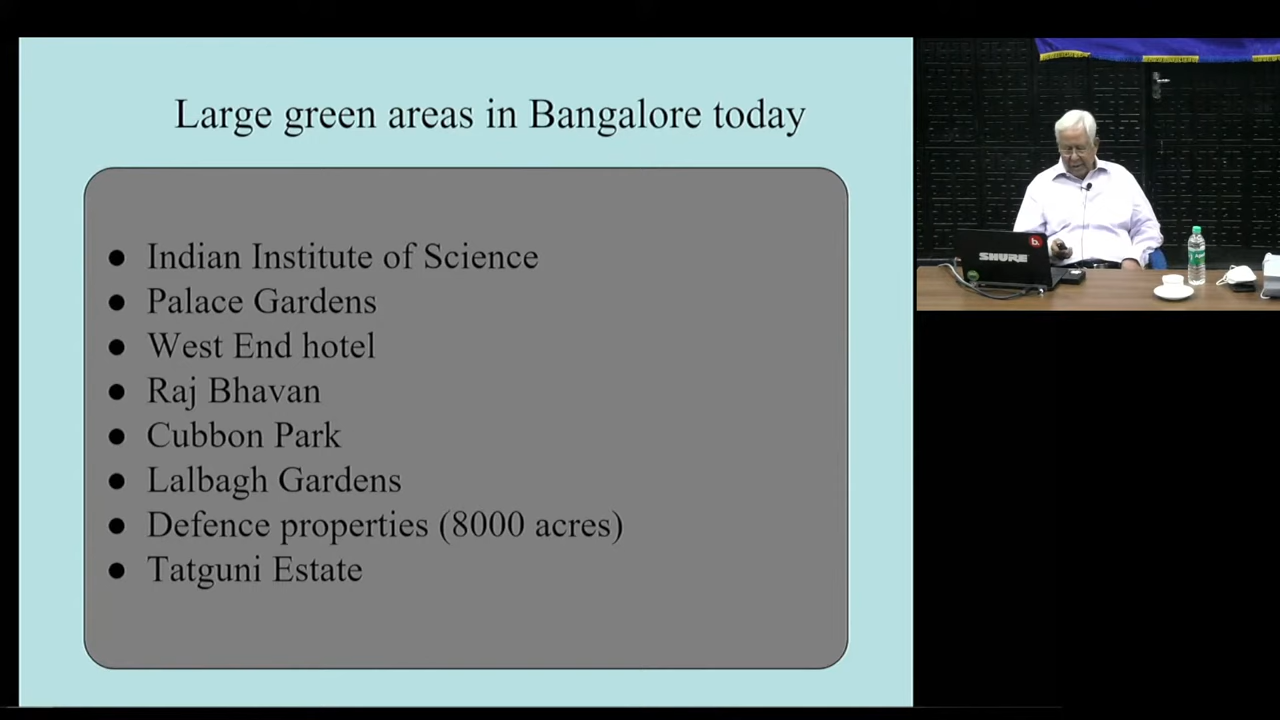 Large green areas in Bangalore today
● Indian Institute of Science
● Palace Gardens
● West End hotel
● Raj Bhavan
● Cubbon Park
● Lalbagh Gardens
● Defence properties (8000 acres)
● Tatguni Estate
SHURE